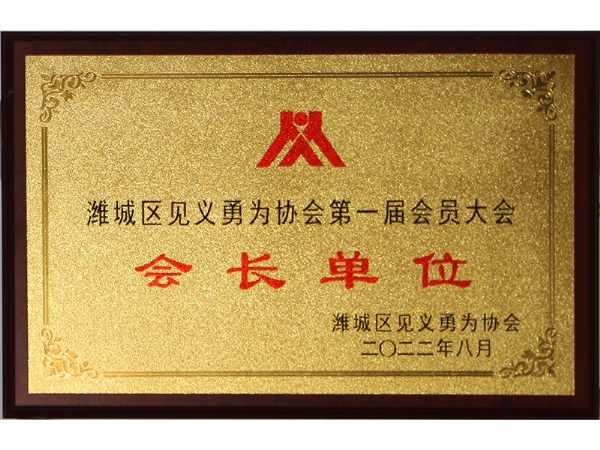 潍城区见义勇为协会第一届会员大会
会长单位
潍城区见义勇为协会
二〇二二年八月